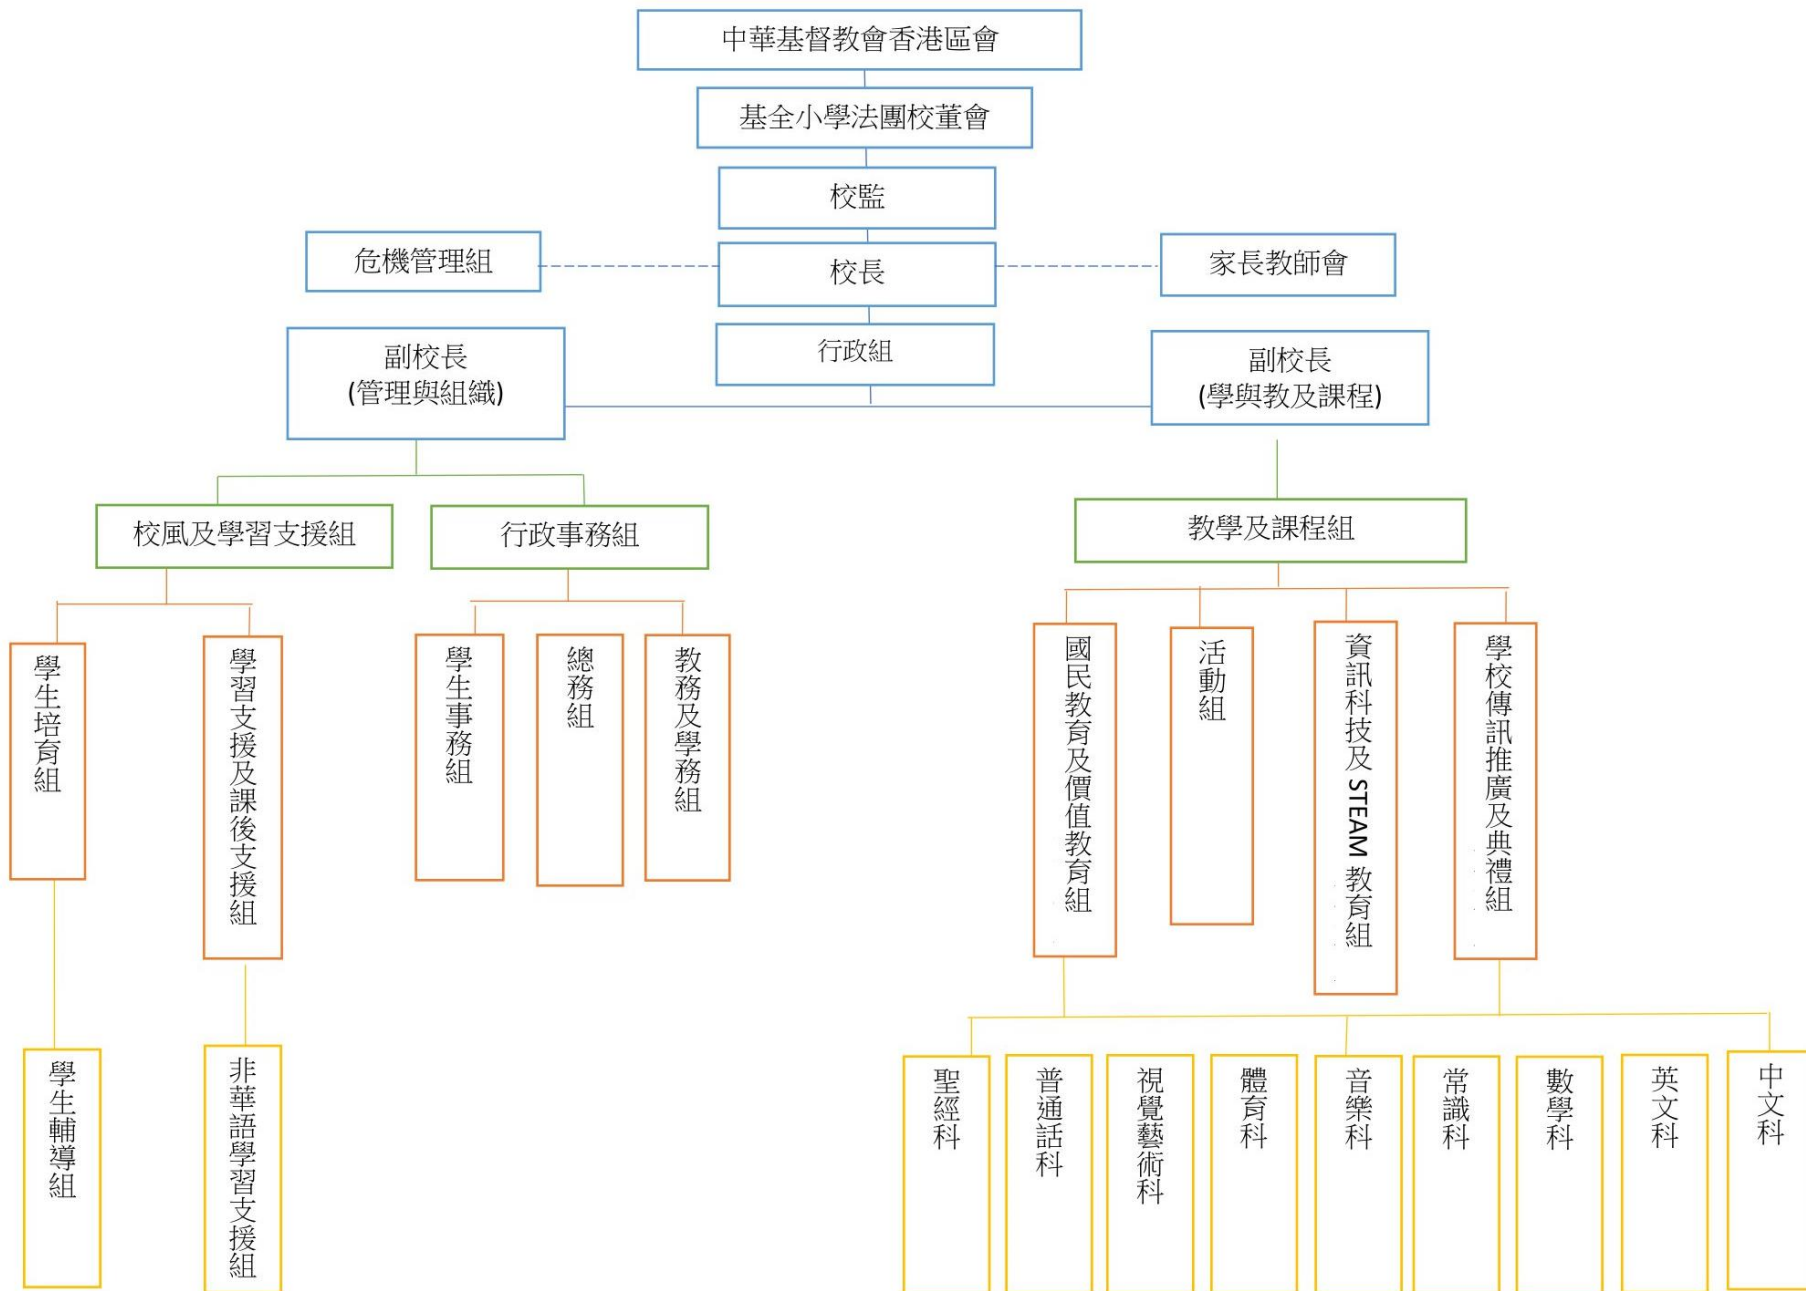 中華基督教會香港區會
基全小學法團校董會
校監
危機管理組
校長
家長教師會
副校長
(管理與組織)
行政組
副校長
(學與教及課程)
校風及學習支援組
行政事務組
教學及課程組
學生培育組
學習支援及課後支援組
學生事務組
總務組
教務及學務組
國民教育及價值教育組
活動組
資訊科技及 STEAM 教育組
學校傳訊推廣及典禮組
學生輔導組
非華語學習支援組
聖經科
普通話科
視覺藝術科
體育科
音樂科
常識科
數學科
英文科
中文科